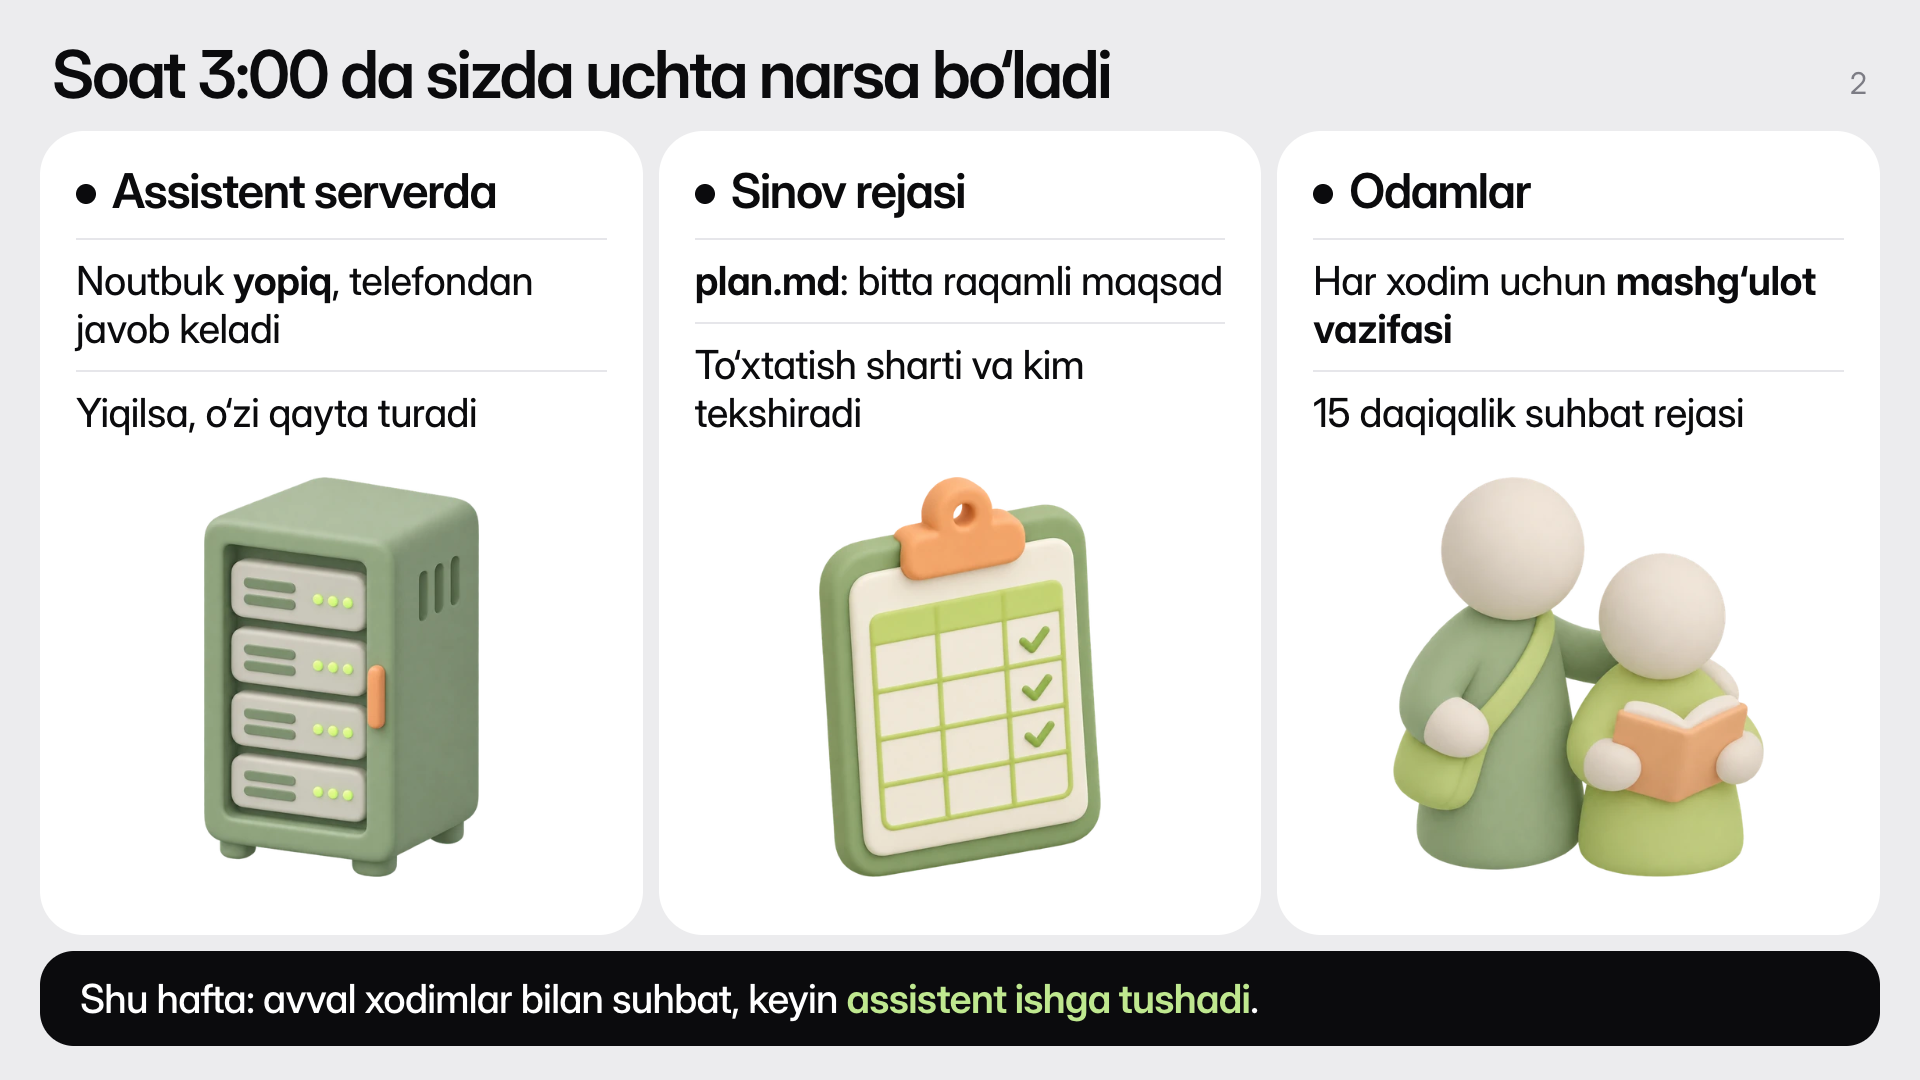 Soat 3:00 da sizda uchta narsa bo‘ladi
2
Assistent serverda
Noutbuk yopiq, telefondan
javob keladi
Yiqilsa, o‘zi qayta turadi
Sinov rejasi
plan.md: bitta raqamli maqsad
To‘xtatish sharti va kim
tekshiradi
Odamlar
Har xodim uchun mashg‘ulot
vazifasi
15 daqiqalik suhbat rejasi
Shu hafta: avval xodimlar bilan suhbat, keyin assistent ishga tushadi.